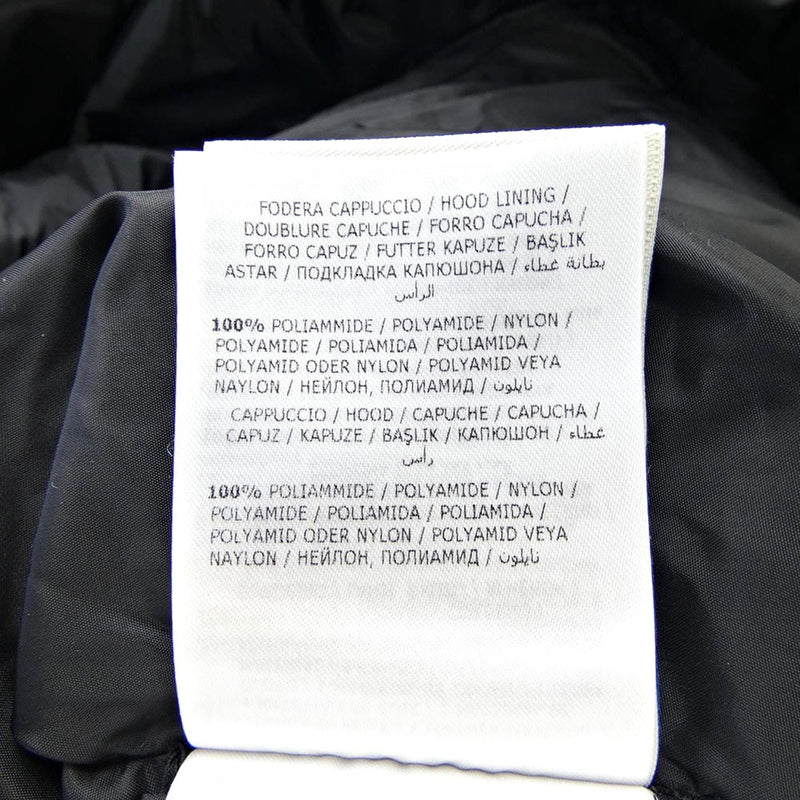 FODERA CAPPUCCIO / HOOD LINING /
DOUBLURE CAPUCHE / FORRO CAPUCHA /
FORRO CAPUZ / FUTTER KAPUZE / BAŞLIK
ASTAR / ПОДКЛАДКА КАПЮШОНА / بطانة غطاء
الرأس
100% POLIAMMIDE / POLYAMIDE / NYLON /
POLYAMIDE / POLIAMIDA / POLIAMIDA /
POLYAMID ODER NYLON / POLYAMID VEYA
NAYLON / НЕЙЛОН, ПОЛИАМИД / نايلون
CAPPUCCIO / HOOD / CAPUCHE / CAPUCHA /
CAPUZ / KAPUZE / BAŞLIK / КАПЮШОН / غطاء
رأس
100% POLIAMMIDE / POLYAMIDE / NYLON /
POLYAMIDE / POLIAMIDA / POLIAMIDA /
POLYAMID ODER NYLON / POLYAMID VEYA
NAYLON / НЕЙЛОН, ПОЛИАМИД / نايلون